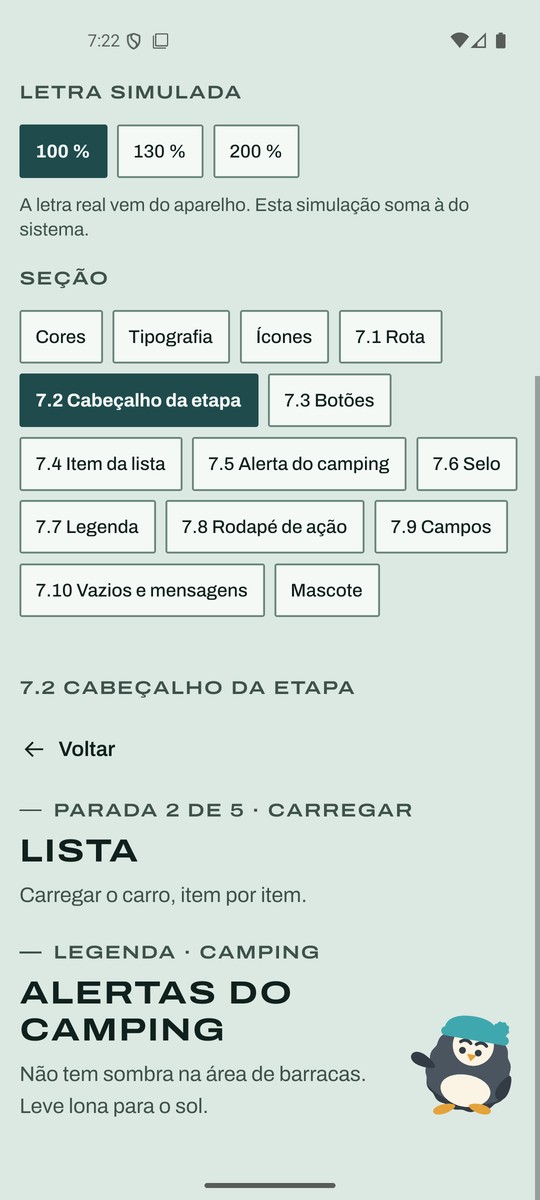 7:22
LETRA SIMULADA
100 %
130 %
200 %
A letra real vem do aparelho. Esta simulação soma à do
sistema.
SEÇÃO
Cores
Tipografia
Ícones
7.1 Rota
7.2 Cabeçalho da etapa
7.3 Botões
7.4 Item da lista
7.5 Alerta do camping
7.6 Selo
7.7 Legenda
7.8 Rodapé de ação
7.9 Campos
7.10 Vazios e mensagens
Mascote
7.2 CABEÇALHO DA ETAPA
← Voltar
— PARADA 2 DE 5 · CARREGAR
LISTA
Carregar o carro, item por item.
— LEGENDA · CAMPING
ALERTAS DO
CAMPING
Não tem sombra na área de barracas.
Leve lona para o sol.